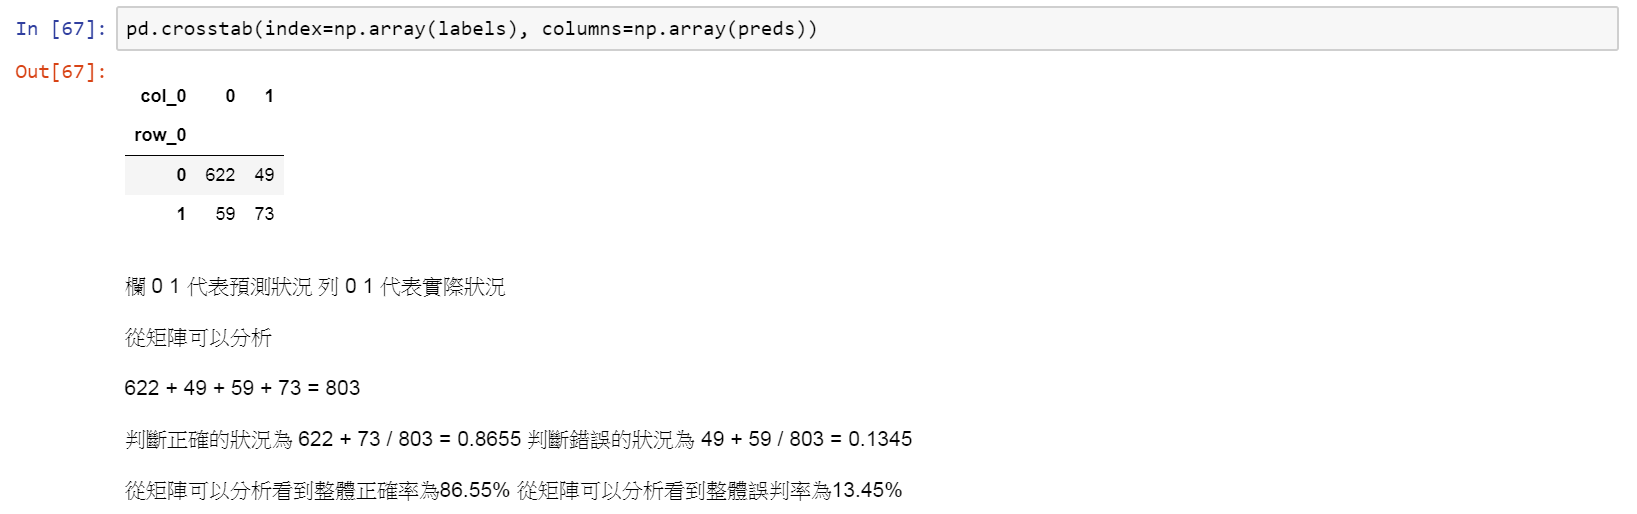 In [67]: pd.crosstab(index=np.array(labels), columns=np.array(preds))
Out[67]:
col_0 0 1
row_0
0 622 49
1 59 73
欄 0 1 代表預測狀況 列 0 1 代表實際狀況
從矩陣可以分析
622 + 49 + 59 + 73 = 803
判斷正確的狀況為 622 + 73 / 803 = 0.8655 判斷錯誤的狀況為 49 + 59 / 803 = 0.1345
從矩陣可以分析看到整體正確率為86.55% 從矩陣可以分析看到整體誤判率為13.45%